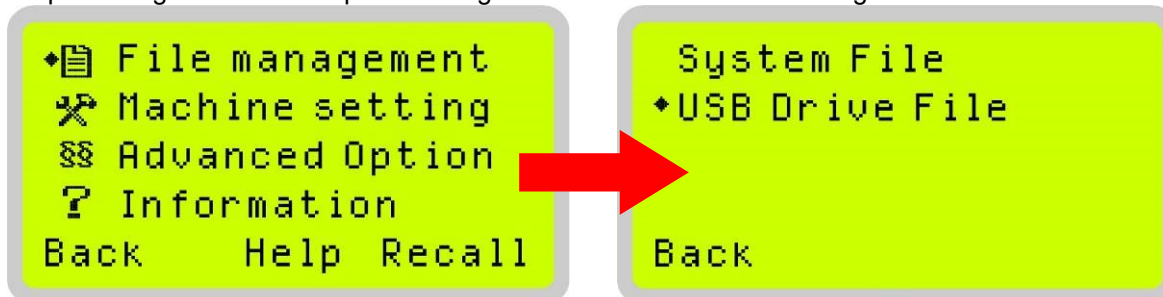 File management
Machine setting
§§ Advanced Option
? Information
Back Help Recall
System File
USB Drive File
Back